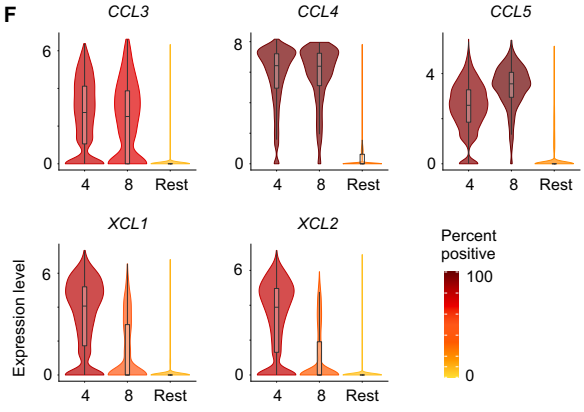 F
CCL3
CCL4
CCL5
6
0
4 8 Rest
8
0
4 8 Rest
4
0
4 8 Rest
XCL1
XCL2
Expression level
6
0
4 8 Rest
6
0
4 8 Rest
Percent
positive
100
0